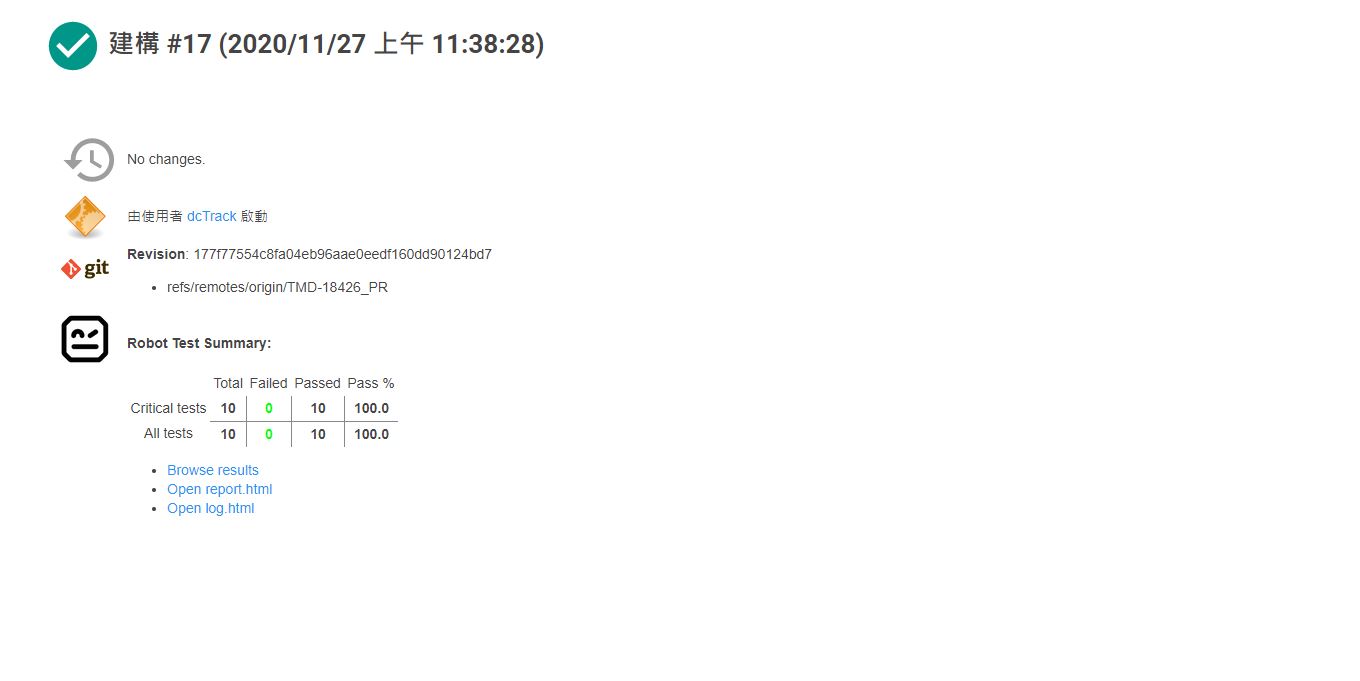 建構 #17 (2020/11/27 上午 11:38:28)
No changes.
由使用者 dcTrack 啟動
git
Revision: 177f77554c8fa04eb96aae0eedf160dd90124bd7
refs/remotes/origin/TMD-18426_PR
Robot Test Summary:
Total Failed Passed Pass %
Critical tests 10 0 10 100.0
All tests 10 0 10 100.0
Browse results
Open report.html
Open log.html